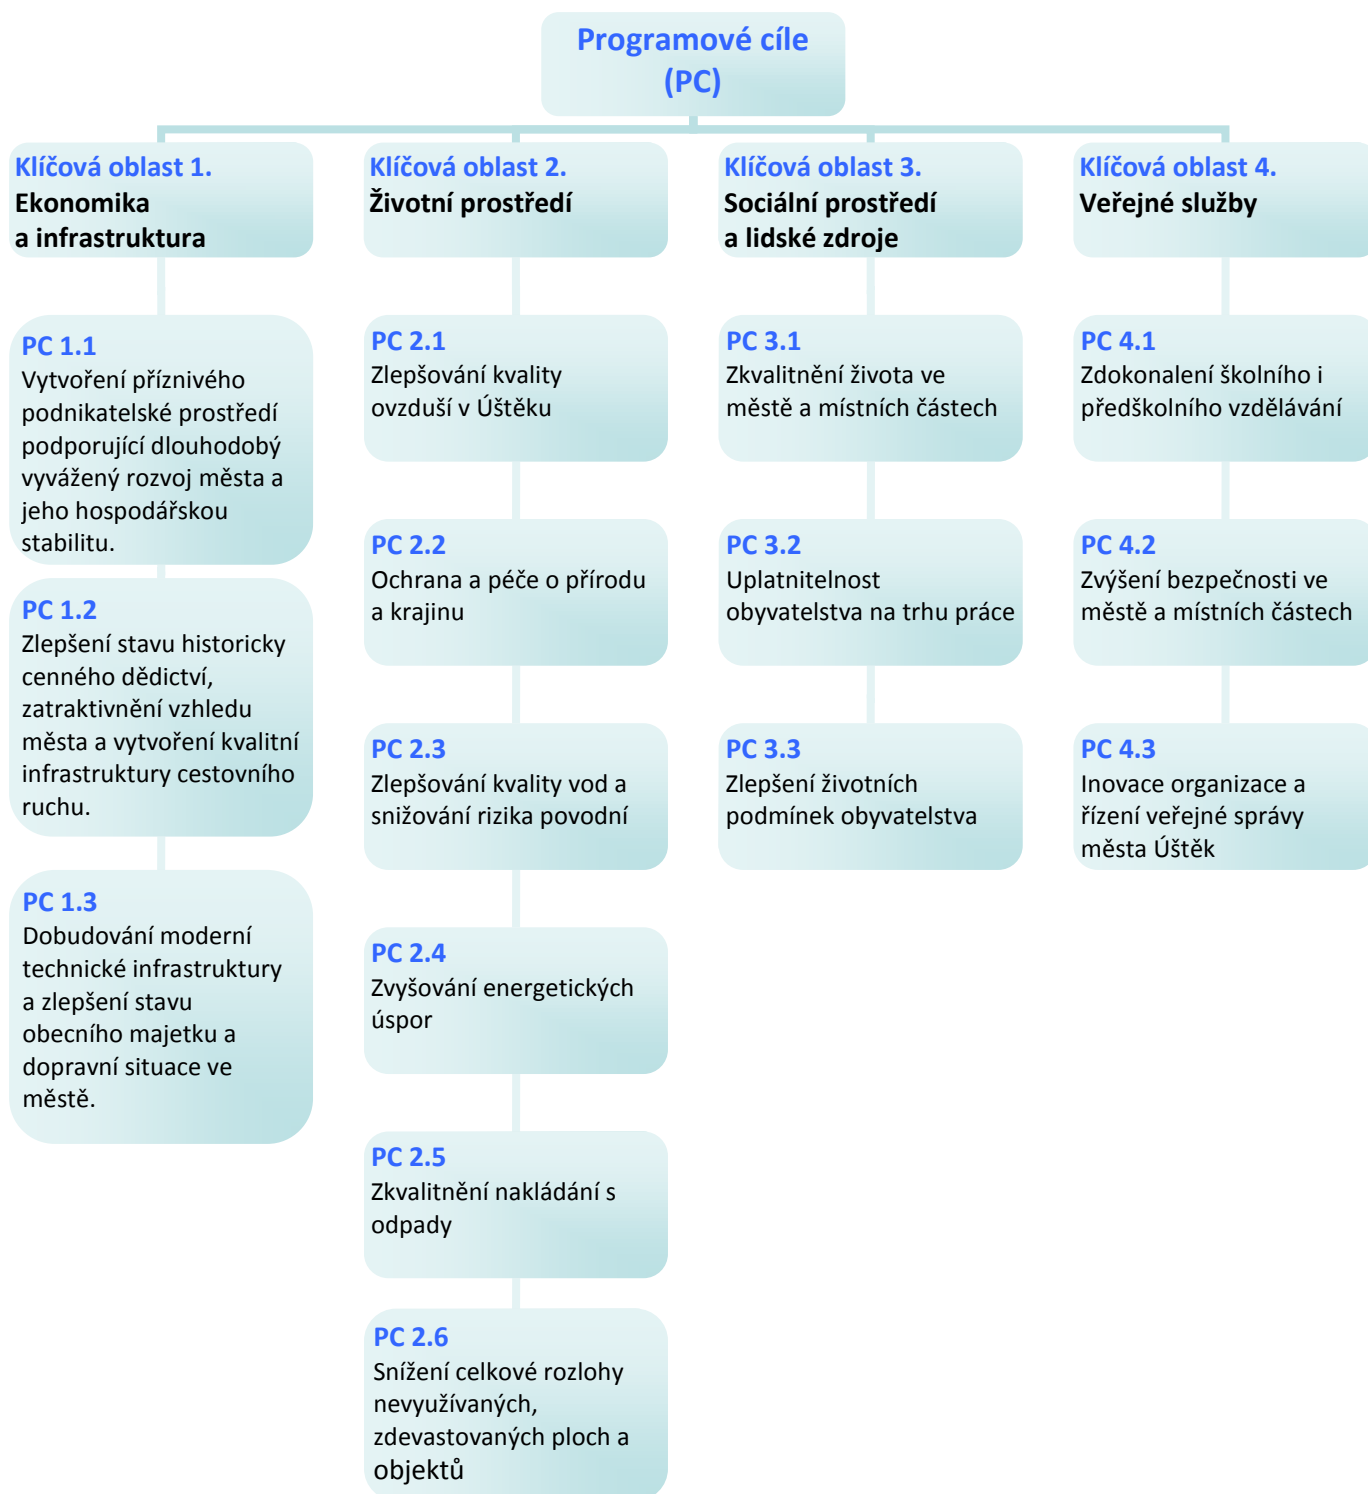 Programové cíle
(PC)
Klíčová oblast 1.
Ekonomika
a infrastruktura
PC 1.1
Vytvoření příznivého
podnikatelské prostředí
podporující dlouhodobý
vyvážený rozvoj města a
jeho hospodářskou
stabilitu.
PC 1.2
Zlepšení stavu historicky
cenného dědictví,
zatraktivnění vzhledu
města a vytvoření kvalitní
infrastruktury cestovního
ruchu.
PC 1.3
Dobudování moderní
technické infrastruktury
a zlepšení stavu
obecního majetku a
dopravní situace ve
městě.
Klíčová oblast 2.
Životní prostředí
PC 2.1
Zlepšování kvality
ovzduší v Úštěku
PC 2.2
Ochrana a péče o přírodu
a krajinu
PC 2.3
Zlepšování kvality vod a
snižování rizika povodní
PC 2.4
Zvyšování energetických
úspor
PC 2.5
Zkvalitnění nakládání s
odpady
PC 2.6
Snížení celkové rozlohy
nevyužívaných,
zdevastovaných ploch a
objektů
Klíčová oblast 3.
Sociální prostředí
a lidské zdroje
PC 3.1
Zkvalitnění života ve
městě a místních částech
PC 3.2
Uplatnitelnost
obyvatelstva na trhu práce
PC 3.3
Zlepšení životních
podmínek obyvatelstva
Klíčová oblast 4.
Veřejné služby
PC 4.1
Zdokonalení školního i
předškolního vzdělávání
PC 4.2
Zvýšení bezpečnosti ve
městě a místních částech
PC 4.3
Inovace organizace a
řízení veřejné správy
města Úštěk